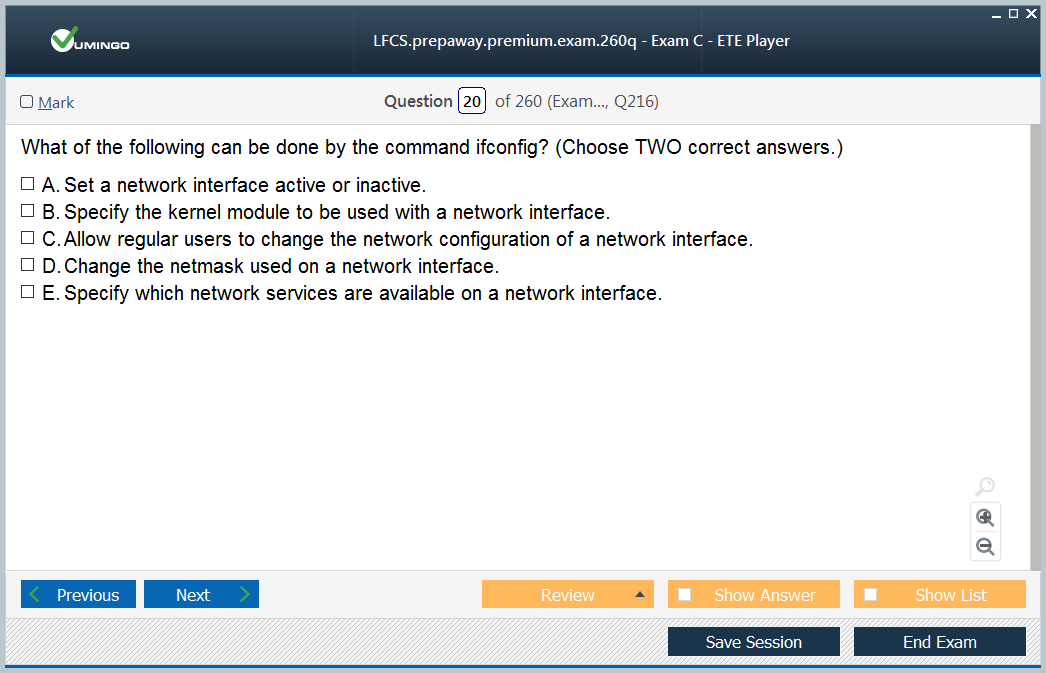 VUMINGO
LFCS.prepaway.premium.exam.260q - Exam C - ETE Player
Mark
Question 20 of 260 (Exam..., Q216)
What of the following can be done by the command ifconfig? (Choose TWO correct answers.)
A. Set a network interface active or inactive.
B. Specify the kernel module to be used with a network interface.
C. Allow regular users to change the network configuration of a network interface.
D. Change the netmask used on a network interface.
E. Specify which network services are available on a network interface.
Previous
Next
Review
Show Answer
Show List
Save Session
End Exam